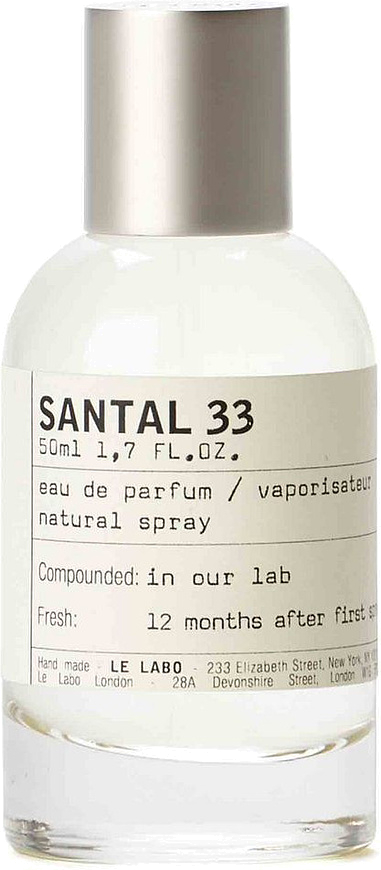 SANTAL 33
50ml 1,7 FL.OZ.
eau de parfum / vaporisateur
natural spray
Compounded: in our lab
Fresh: 12 months after first
Hand made - LE LABO - 233 Elizabeth Street, New York, NY
Le Labo London - 28A Devonshire Street, London W1G